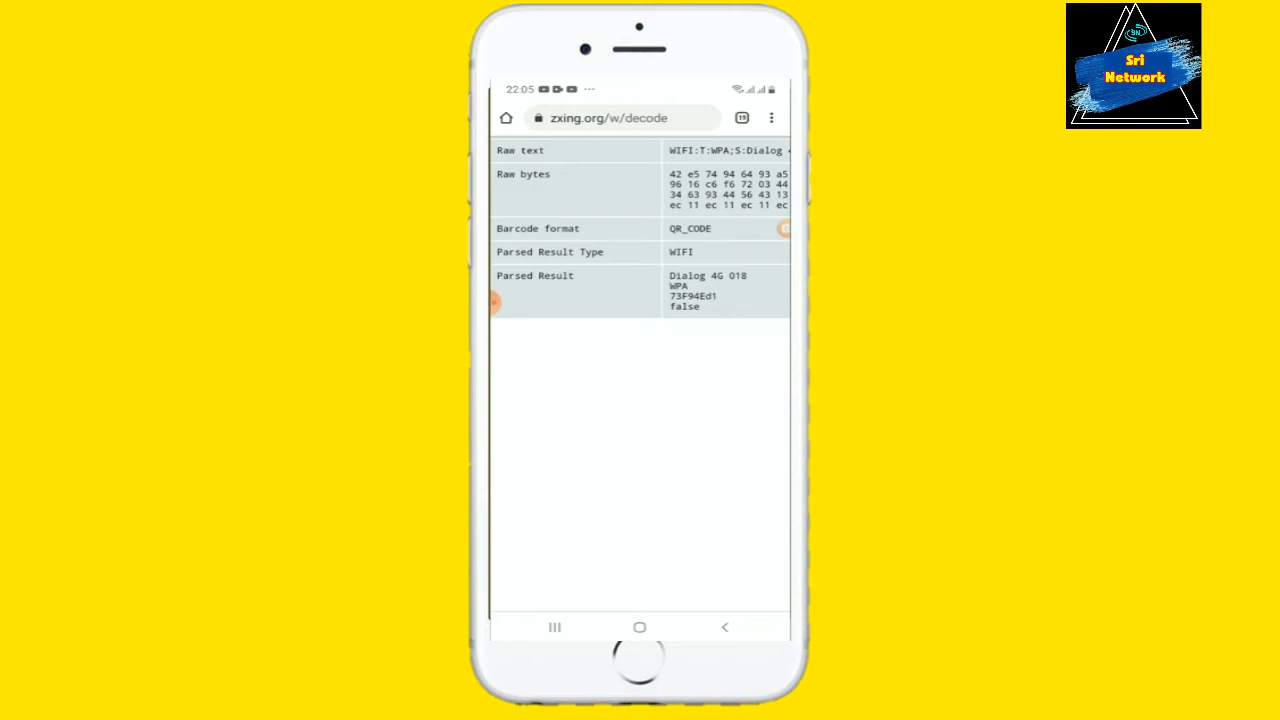 SN
Sri
Network
22:05
zxing.org/w/decode
19
Raw text
WIFI:T:WPA;S:Dialog
Raw bytes
42 e5 74 94 64 93 a5
96 16 c6 f6 72 03 44
34 63 93 44 56 43 13
ec 11 ec 11 ec 11 ec
Barcode format
QR_CODE
Parsed Result Type
WIFI
Parsed Result
Dialog 4G 018
WPA
73F94Ed1
false